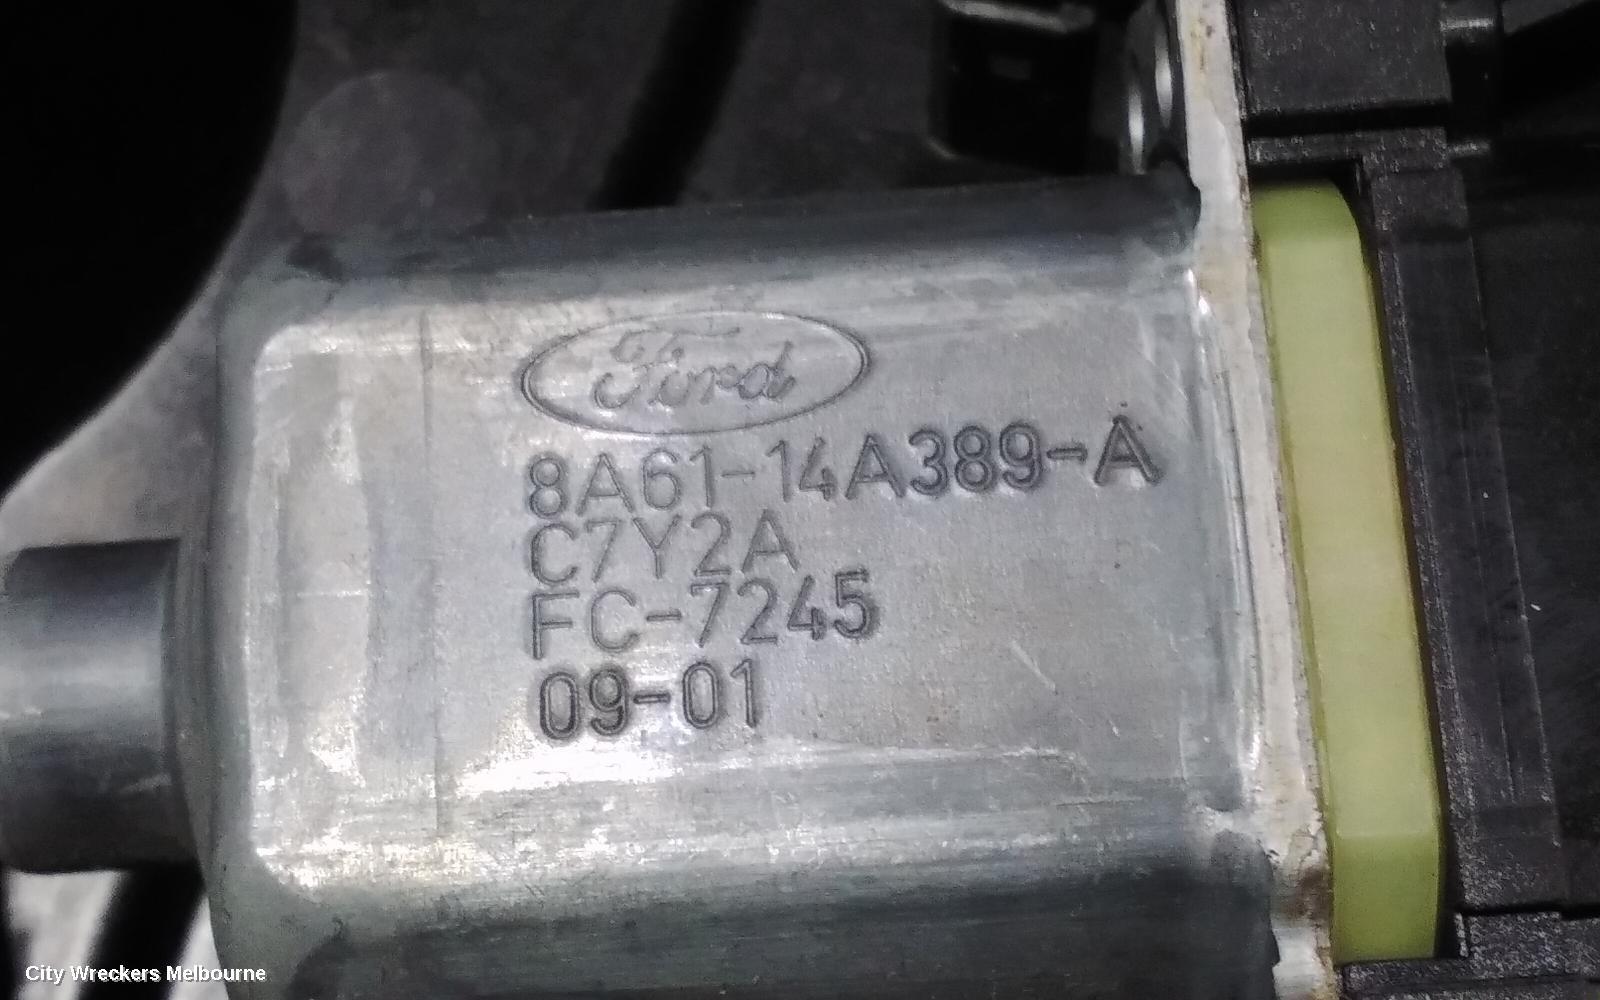 Ford
8A61-14A389-A
C7Y2A
FC-7245
09-01
City Wreckers Melbourne